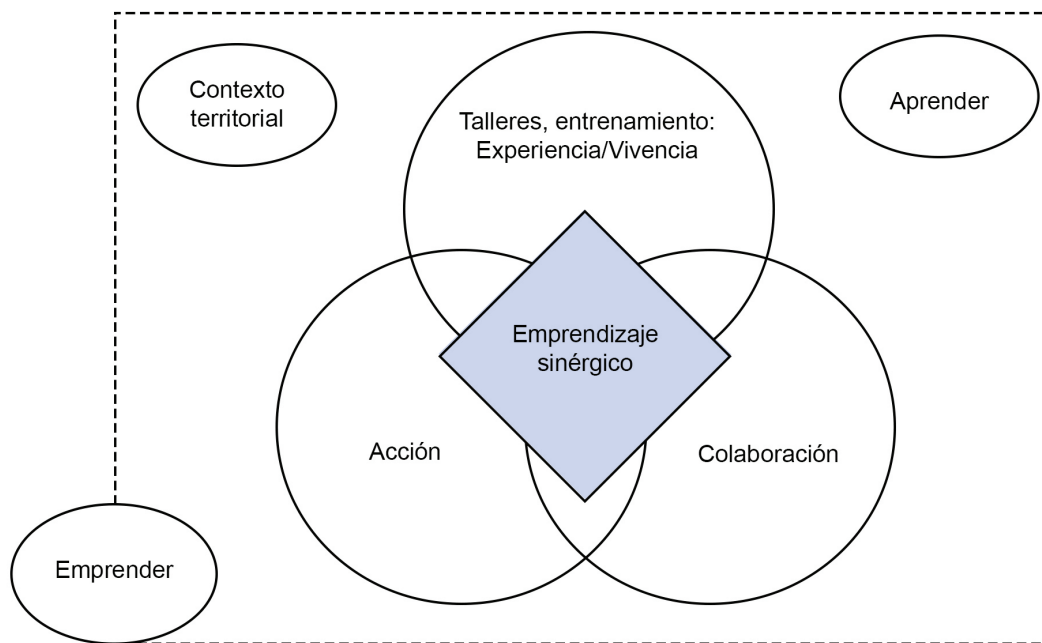 Contexto
territorial
Talleres, entrenamiento:
Experiencia/Vivencia
Aprender
Emprendizaje
sinérgico
Acción
Colaboración
Emprender